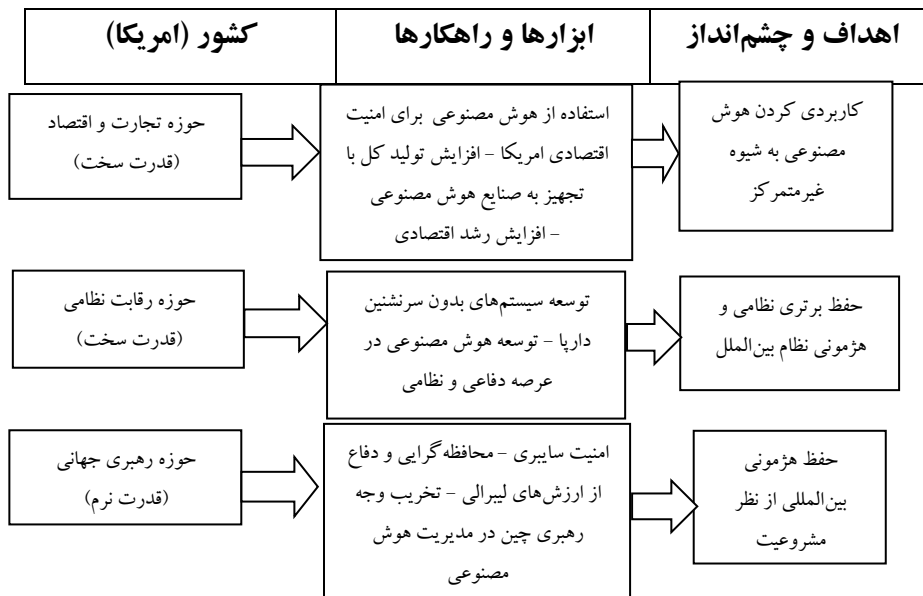 کشور (امریکا)
ابزارها و راهکارها
اهداف و چشم‌انداز
حوزه تجارت و اقتصاد
(قدرت سخت)
استفاده از هوش مصنوعی برای امنیت
اقتصادی امریکا – افزایش تولید کل با
تجهیز به صنایع هوش مصنوعی
– افزایش رشد اقتصادی
کاربردی کردن هوش
مصنوعی به شیوه
غیرمتمرکز
حوزه رقابت نظامی
(قدرت سخت)
توسعه سیستم‌های بدون سرنشنین
دارپا – توسعه هوش مصنوعی در
عرصه دفاعی و نظامی
حفظ برتری نظامی و
هژمونی نظام بین‌الملل
حوزه رهبری جهانی
(قدرت نرم)
امنیت سایبری – محافظه‌گرایی و دفاع
از ارزش‌های لیبرالی – تخریب وجه
رهبری چین در مدیریت هوش
مصنوعی
حفظ هژمونی
بین‌المللی از نظر
مشروعیت